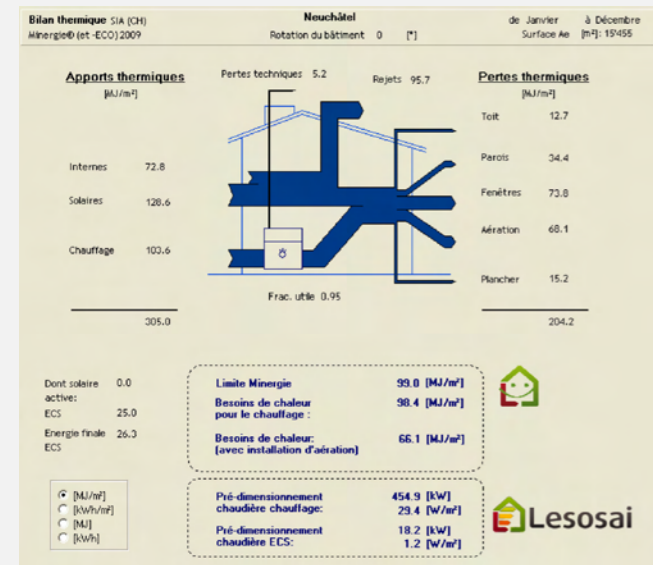 Bilan thermique SIA (CH)
Minergie© (et -ECO) 2009
Neuchâtel
Rotation du bâtiment 0 [°]
de Janvier à Décembre
Surface Ae [m²]: 15'455
Apports thermiques
[MJ/m²]
Pertes techniques 5.2
Rejets 95.7
Pertes thermiques
[MJ/m²]
Toit 12.7
Internes 72.8
Parois 34.4
Solaires 128.6
Fenêtres 73.8
Aération 68.1
Chauffage 103.6
Plancher 15.2
Frac. utile 0.95
305.0
204.2
Dont solaire 0.0
active:
ECS 25.0
Energie finale 26.3
ECS
Limite Minergie 99.0 [MJ/m²]
Besoins de chaleur 98.4 [MJ/m²]
pour le chauffage :
Besoins de chaleur: 66.1 [MJ/m²]
(avec installation d'aération)
[MJ/m²]
[kWh/m²]
[MJ]
[kWh]
Pré-dimensionnement 454.9 [kW]
chaudière chauffage: 29.4 [W/m²]
Pré-dimensionnement 18.2 [kW]
chaudière ECS: 1.2 [W/m²]
Lesosai